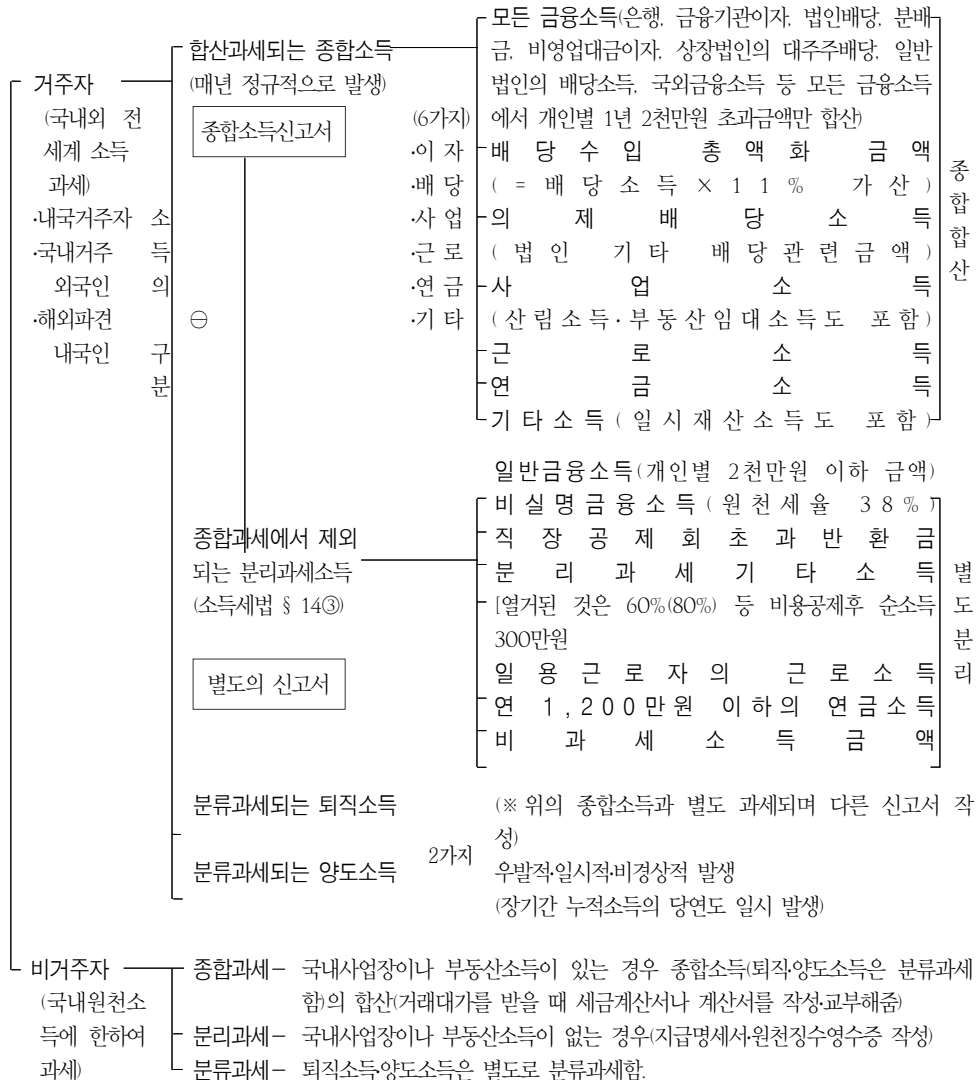 거주자
(국내외 전
세계 소득
과세)
·내국거주자
·국내거주
외국인
·해외파견
내국인
소
득
의
구
분
합산과세되는 종합소득
(매년 정규적으로 발생)
종합소득신고서
⊖
(6가지)
·이자
·배당
·사업
·근로
·연금
·기타
모든 금융소득(은행, 금융기관이자, 법인배당, 분배
금, 비영업대금이자, 상장법인의 대주주배당, 일반
법인의 배당소득, 국외금융소득 등 모든 금융소득
에서 개인별 1년 2천만원 초과금액만 합산)
배당수입 총액화 금액
(=배당소득×11% 가산)
의제배당소득
(법인 기타 배당관련금액)
사업소득
(산림소득·부동산임대소득도 포함)
근로소득
연금소득
기타소득(일시재산소득도 포함)
종
합
합
산
종합과세에서 제외
되는 분리과세소득
(소득세법 § 14③)
별도의 신고서
일반금융소득(개인별 2천만원 이하 금액)
비실명금융소득(원천세율 38%)
직장공제회초과반환금
분리과세기타소득
[열거된 것은 60%(80%) 등 비용공제후 순소득
300만원
일용근로자의 근로소득
연 1,200만원 이하의 연금소득
비과세소득금액
별
도
분
리
분류과세되는 퇴직소득
분류과세되는 양도소득
2가지
(※ 위의 종합소득과 별도 과세되며 다른 신고서 작
성)
우발적·일시적·비경상적 발생
(장기간 누적소득의 당연도 일시 발생)
비거주자
(국내원천소
득에 한하여
과세)
종합과세− 국내사업장이나 부동산소득이 있는 경우 종합소득(퇴직·양도소득은 분류과세
함)의 합산(거래대가를 받을 때 세금계산서나 계산서를 작성·교부해줌)
분리과세− 국내사업장이나 부동산소득이 없는 경우(지급명세서·원천징수영수증 작성)
분류과세− 퇴직소득·양도소득은 별도로 분류과세함.